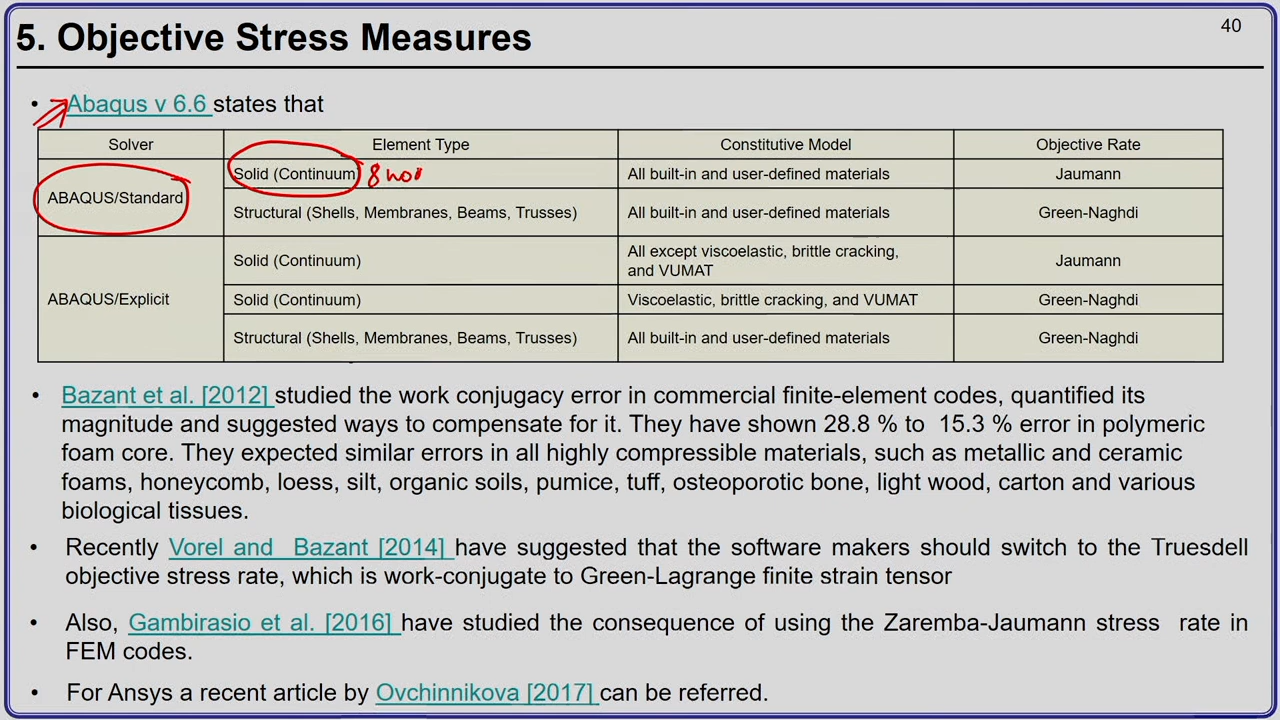 40
5. Objective Stress Measures
• Abaqus v 6.6 states that
Solver Element Type Constitutive Model Objective Rate
ABAQUS/Standard Solid (Continuum) 8 All built-in and user-defined materials Jaumann
Structural (Shells, Membranes, Beams, Trusses) All built-in and user-defined materials Green-Naghdi
ABAQUS/Explicit Solid (Continuum) All except viscoelastic, brittle cracking,
and VUMAT Jaumann
Solid (Continuum) Viscoelastic, brittle cracking, and VUMAT Green-Naghdi
Structural (Shells, Membranes, Beams, Trusses) All built-in and user-defined materials Green-Naghdi
• Bazant et al. [2012] studied the work conjugacy error in commercial finite-element codes, quantified its
magnitude and suggested ways to compensate for it. They have shown 28.8 % to 15.3 % error in polymeric
foam core. They expected similar errors in all highly compressible materials, such as metallic and ceramic
foams, honeycomb, loess, silt, organic soils, pumice, tuff, osteoporotic bone, light wood, carton and various
biological tissues.
• Recently Vorel and Bazant [2014] have suggested that the software makers should switch to the Truesdell
objective stress rate, which is work-conjugate to Green-Lagrange finite strain tensor
• Also, Gambirasio et al. [2016] have studied the consequence of using the Zaremba-Jaumann stress rate in
FEM codes.
• For Ansys a recent article by Ovchinnikova [2017] can be referred.